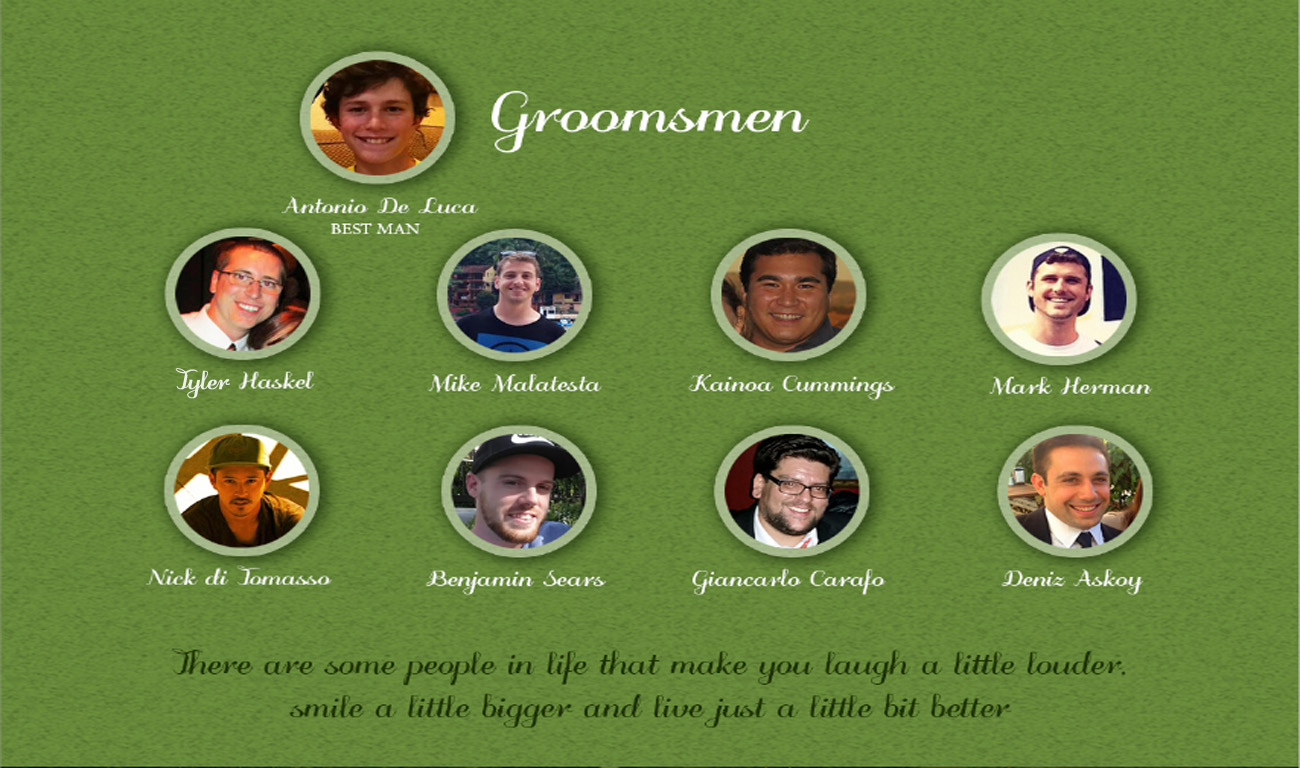 Groomsmen
Antonio De Luca
BEST MAN
Tyler Haskel
Mike Malatesta
Kainoa Cummings
Mark Herman
Nick di Tomasso
Benjamin Sears
Giancarlo Carafo
Deniz Askoy
There are some people in life that make you laugh a little louder,
smile a little bigger and live just a little bit better